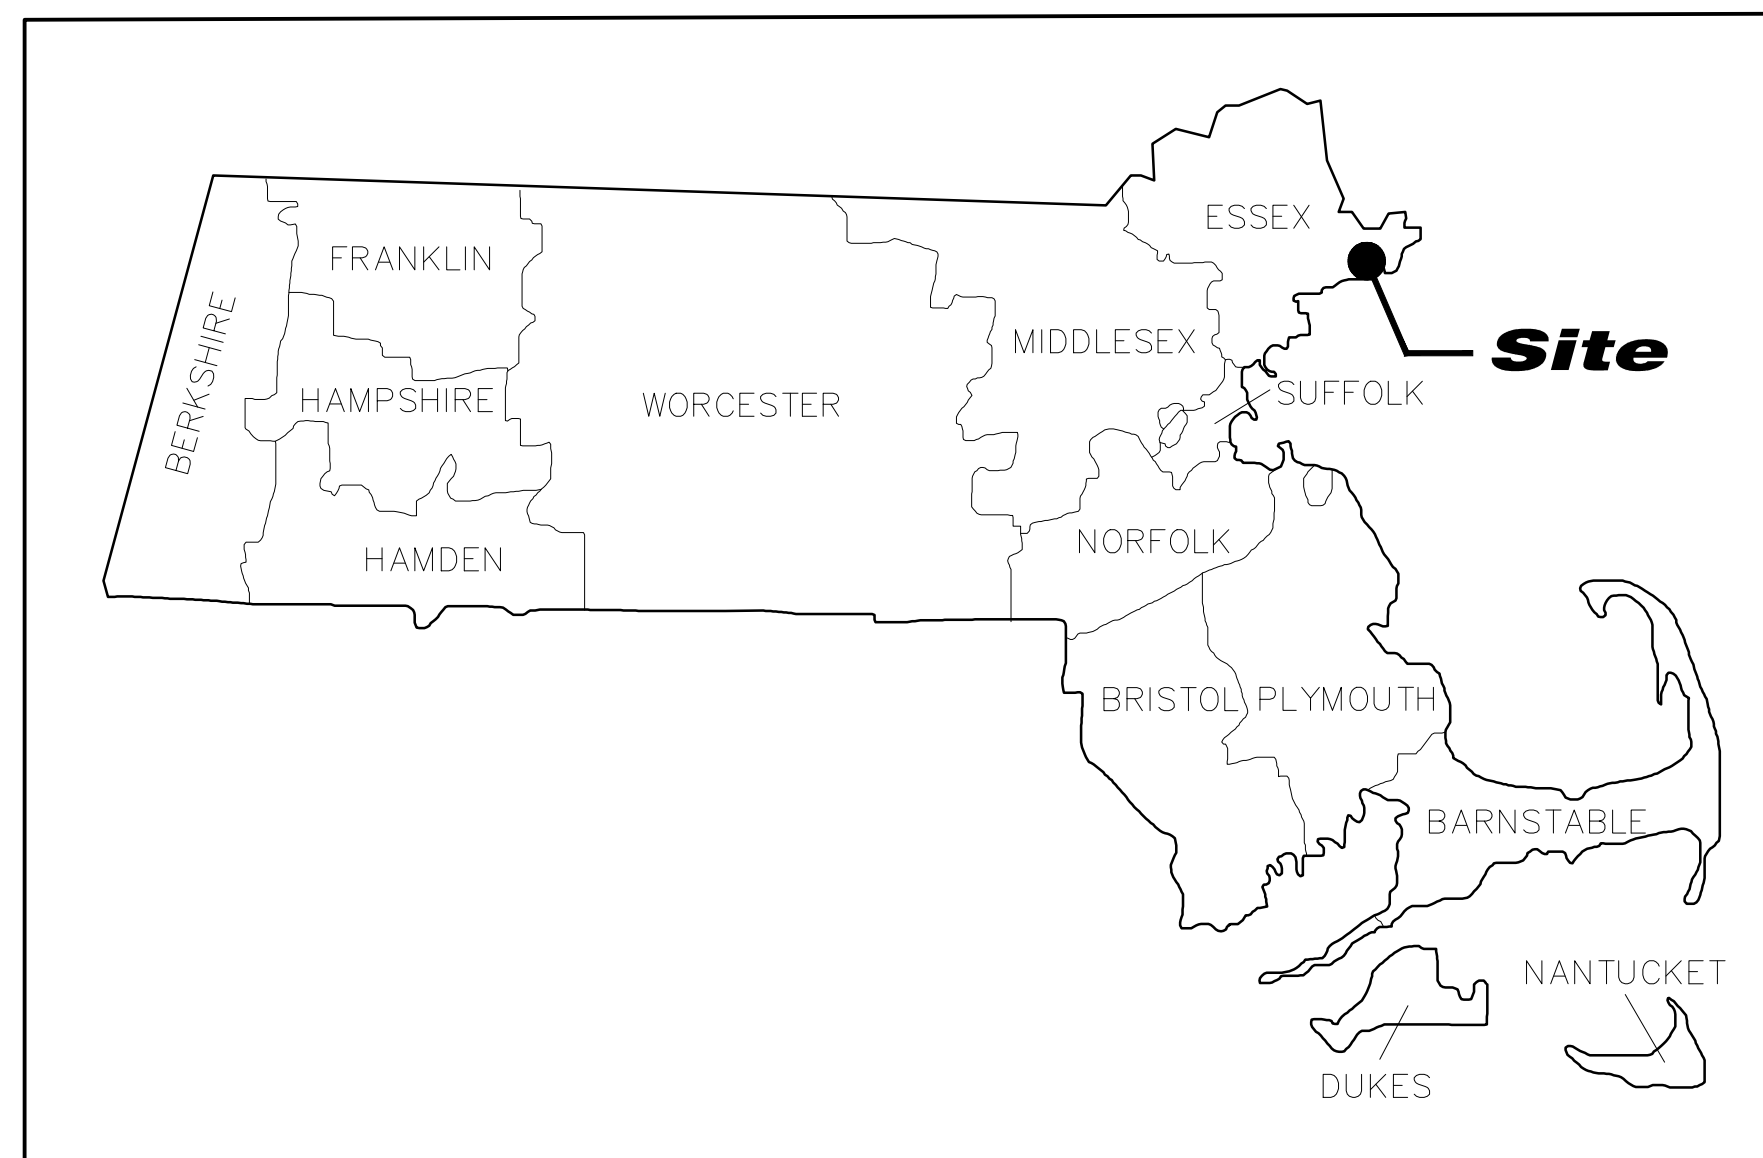 ESSEX
FRANKLIN
BERKSHIRE
MIDDLESEX
Site
HAMPSHIRE
WORCESTER
SUFFOLK
NORFOLK
HAMDEN
BRISTOL
PLYMOUTH
BARNSTABLE
NANTUCKET
DUKES